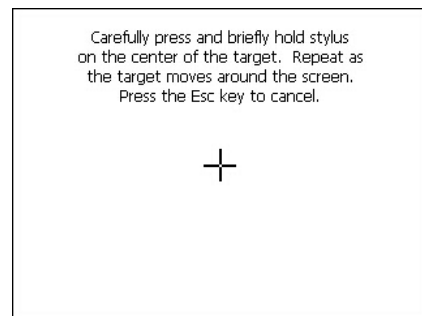 Carefully press and briefly hold stylus
on the center of the target.  Repeat as
the target moves around the screen.
Press the Esc key to cancel.